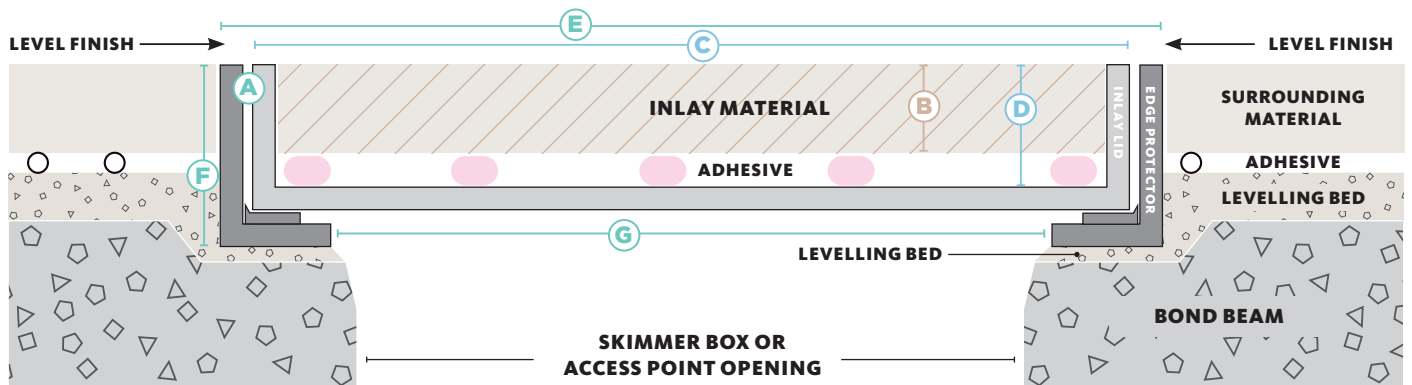 E
LEVEL FINISH
C
LEVEL FINISH
A
INLAY MATERIAL
B
D
INLAY LID
EDGE PROTECTOR
SURROUNDING
MATERIAL
F
ADHESIVE
ADHESIVE
LEVELLING BED
G
LEVELLING BED
BOND BEAM
SKIMMER BOX OR
ACCESS POINT OPENING